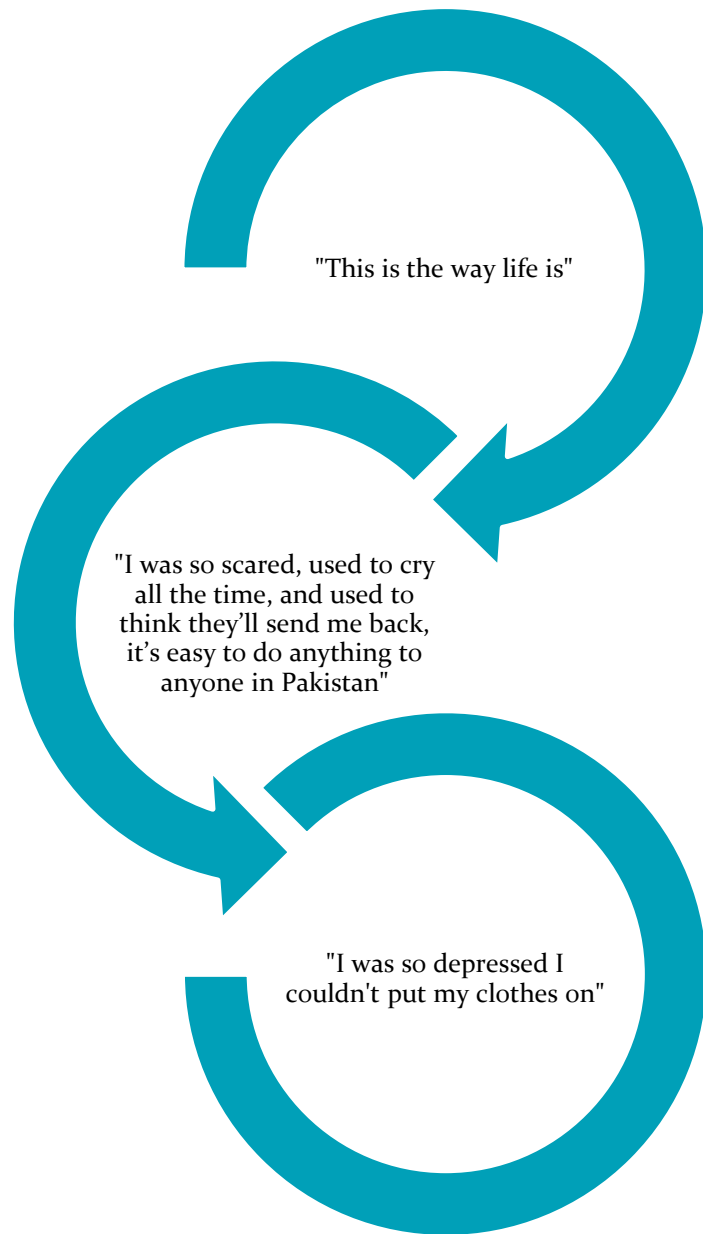 "This is the way life is"
"I was so scared, used to cry
all the time, and used to
think they’ll send me back,
it’s easy to do anything to
anyone in Pakistan"
"I was so depressed I
couldn't put my clothes on"